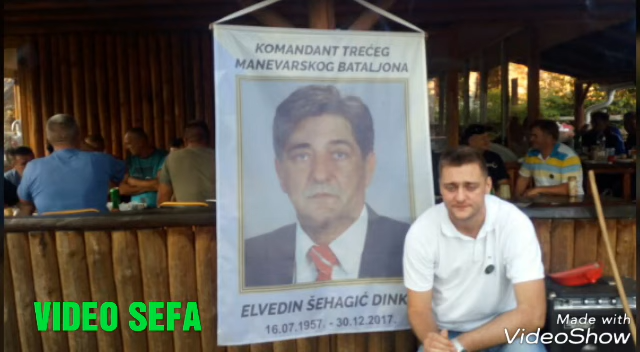 KOMANDANT TREĆEG
MANEVARSKOG BATALJONA
ELVEDIN ŠEHAGIĆ DINK
16.07.1957. - 30.12.2017.
VIDEO SEFA
Made with
VideoShow